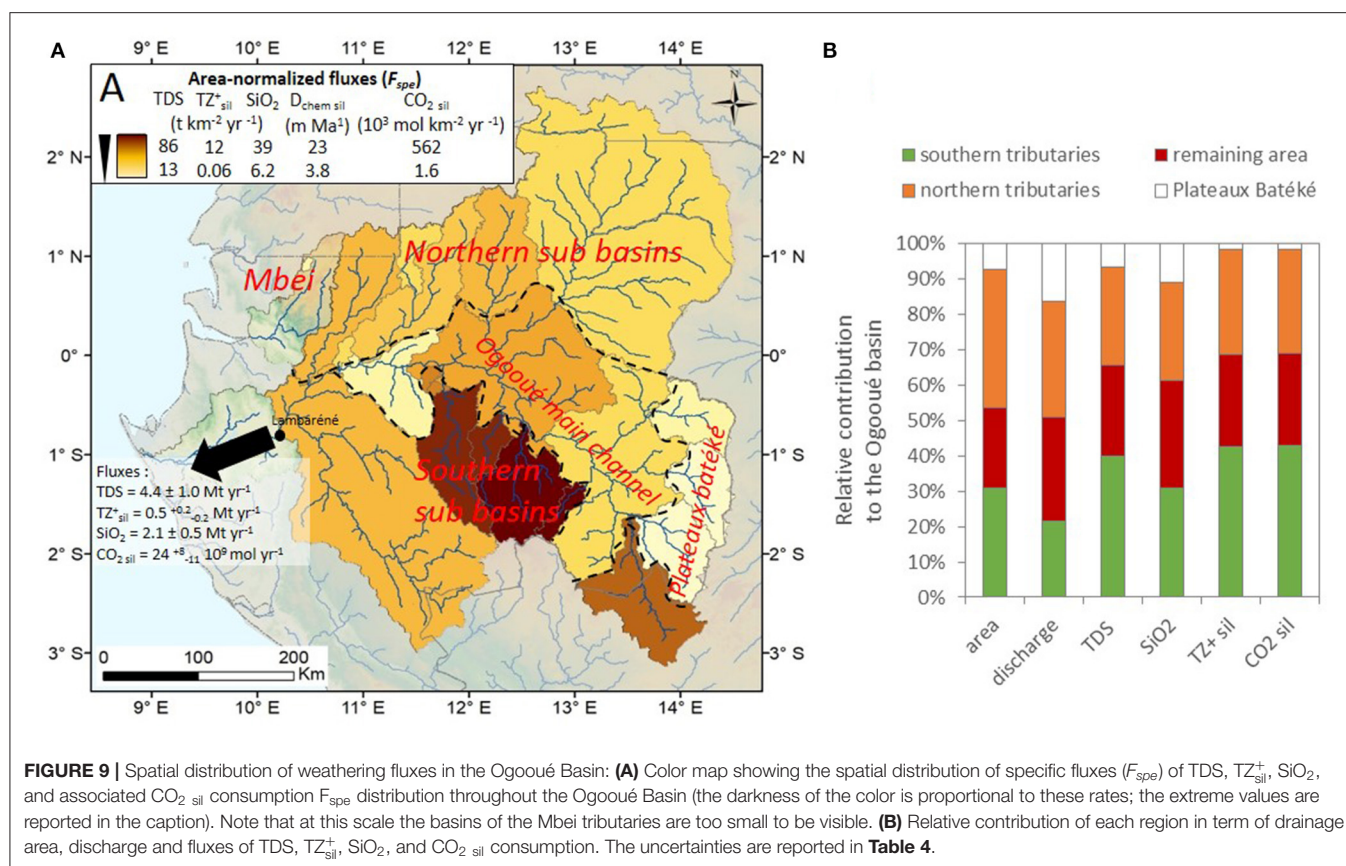 A
B
9° E 10° E 11° E 12° E 13° E 14° E
A
Area-normalized fluxes (Fspe)
TDS TZ⁺sil SiO₂ Dchem sil CO₂ sil
(t km⁻² yr ⁻¹) (m Ma¹) (10³ mol km⁻² yr⁻¹)
86 12 39 23 562
13 0.06 6.2 3.8 1.6
N
2° N 2° N
1° N 1° N
0° 0°
1° S 1° S
2° S 2° S
3° S 3° S
Mbei
Northern sub basins
Ogooué main channel
Lambaréné
Southern
sub basins
Plateaux batéké
Fluxes :
TDS = 4.4 ± 1.0 Mt yr⁻¹
TZ⁺sil = 0.5 ⁺⁰·²₋₀.₂ Mt yr⁻¹
SiO₂ = 2.1 ± 0.5 Mt yr⁻¹
CO₂ sil = 24 ⁺⁸₋₁₁ 10⁹ mol yr⁻¹
0 100 200
Km
9° E 10° E 11° E 12° E 13° E 14° E
southern tributaries remaining area
northern tributaries Plateaux Batéké
Relative contribution
to the Ogooué basin
100%
90%
80%
70%
60%
50%
40%
30%
20%
10%
0%
area discharge TDS SiO2 TZ+ sil CO2 sil
FIGURE 9 | Spatial distribution of weathering fluxes in the Ogooué Basin: (A) Color map showing the spatial distribution of specific fluxes (Fspe) of TDS, TZ⁺sil, SiO₂,
and associated CO₂ sil consumption Fspe distribution throughout the Ogooué Basin (the darkness of the color is proportional to these rates; the extreme values are
reported in the caption). Note that at this scale the basins of the Mbei tributaries are too small to be visible. (B) Relative contribution of each region in term of drainage
area, discharge and fluxes of TDS, TZ⁺sil, SiO₂, and CO₂ sil consumption. The uncertainties are reported in Table 4.